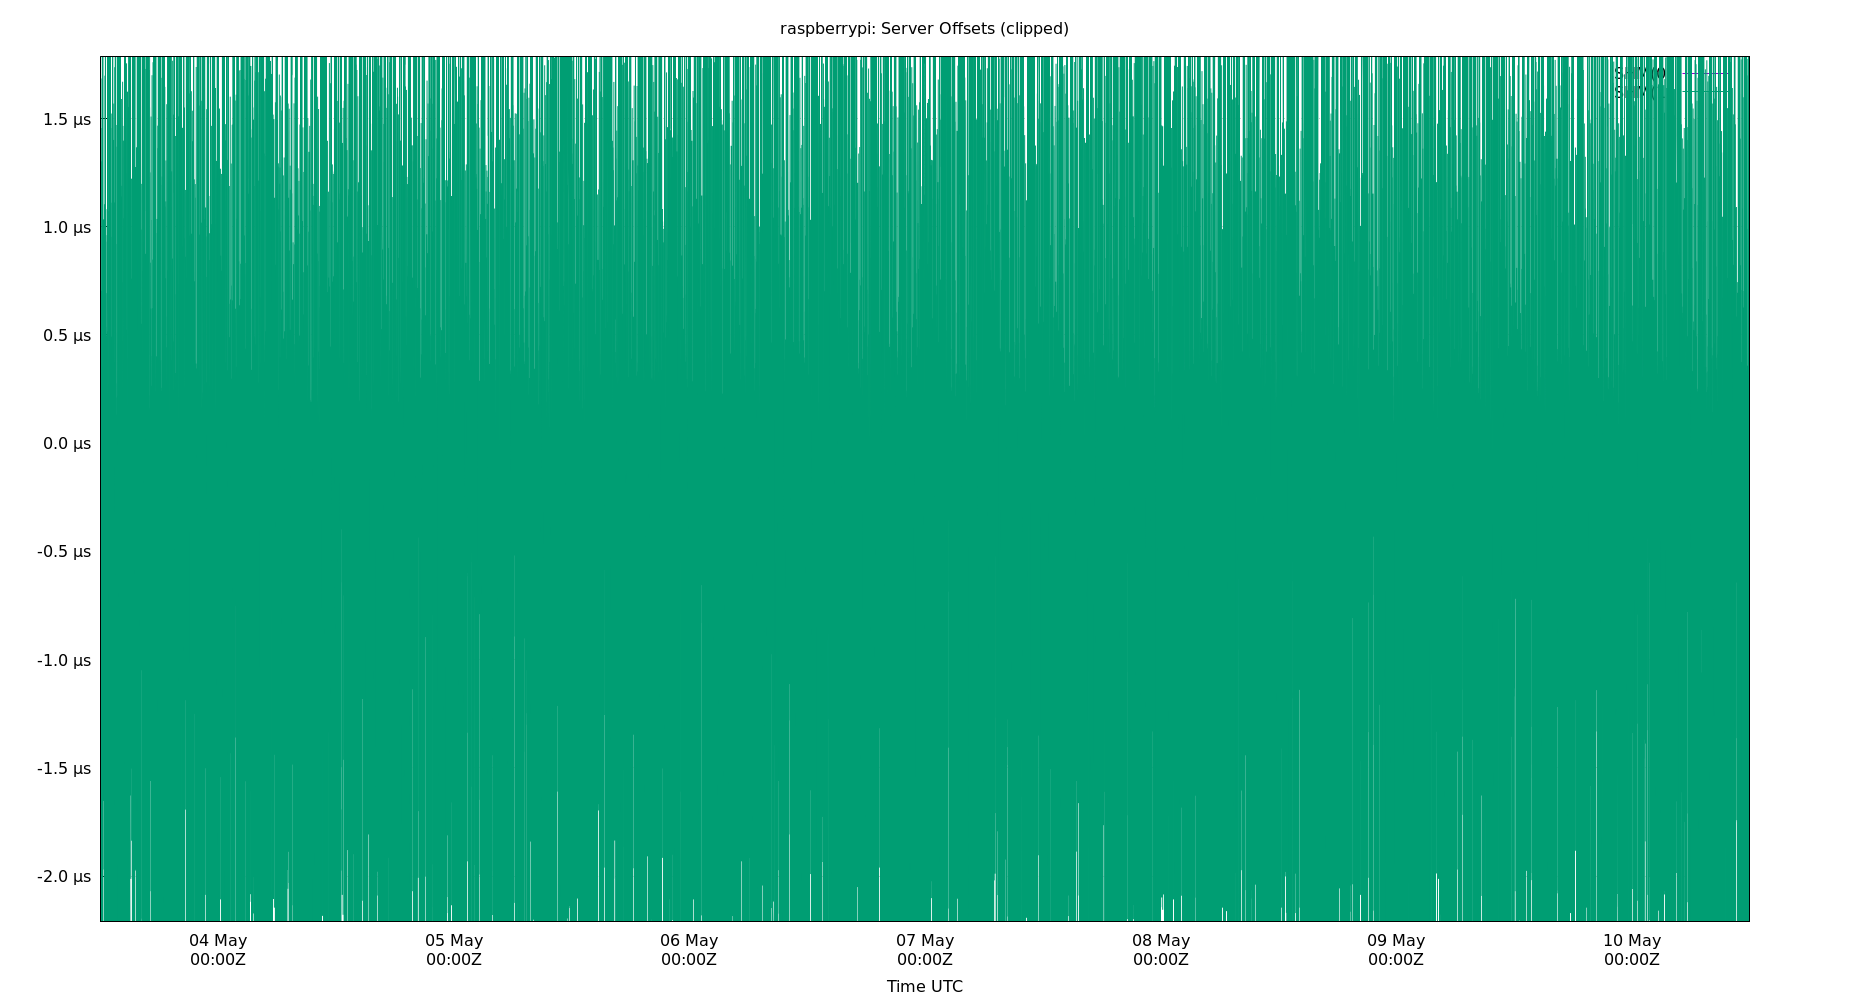 raspberrypi: Server Offsets (clipped)
1.5 µs
1.0 µs
0.5 µs
0.0 µs
-0.5 µs
-1.0 µs
-1.5 µs
-2.0 µs
04 May 05 May 06 May 07 May 08 May 09 May 10 May
00:00Z 00:00Z 00:00Z 00:00Z 00:00Z 00:00Z 00:00Z
Time UTC